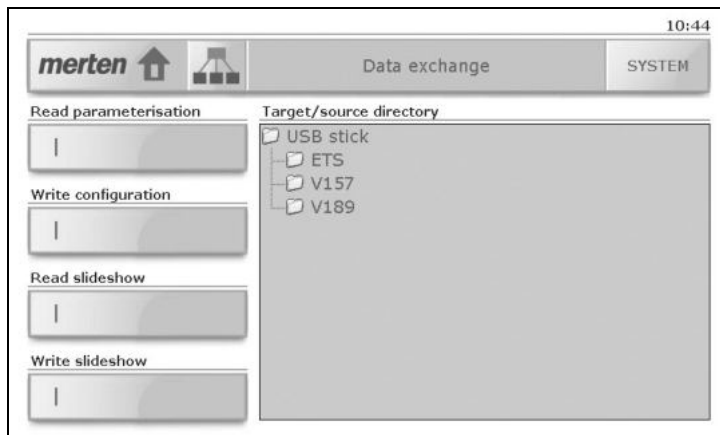 10:44
merten Data exchange SYSTEM
Read parameterisation
Target/source directory
|
USB stick
ETS
V157
V189
Write configuration
|
Read slideshow
|
Write slideshow
|